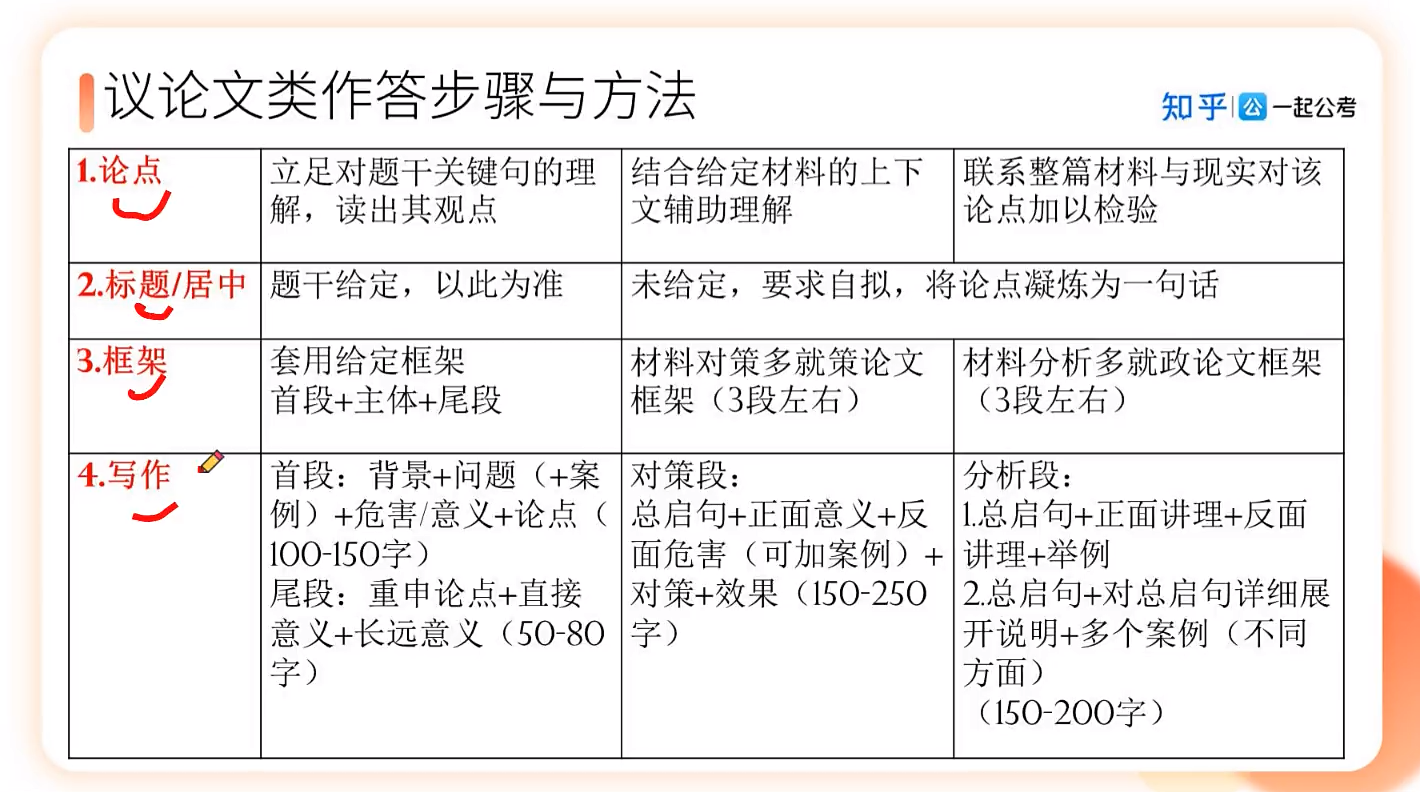 议论文类作答步骤与方法
知乎 公 一起公考
1.论点
立足对题干关键句的理
解，读出其观点
结合给定材料的上下
文辅助理解
联系整篇材料与现实对该
论点加以检验
2.标题/居中
题干给定，以此为准
未给定，要求自拟，将论点凝炼为一句话
3.框架
套用给定框架
首段+主体+尾段
材料对策多就策论文
框架（3段左右）
材料分析多就政论文框架
（3段左右）
4.写作
首段：背景+问题（+案
例）+危害/意义+论点（
100-150字）
尾段：重申论点+直接
意义+长远意义（50-80
字）
对策段：
总启句+正面意义+反
面危害（可加案例）+
对策+效果（150-250
字）
分析段：
1.总启句+正面讲理+反面
讲理+举例
2.总启句+对总启句详细展
开说明+多个案例（不同
方面）
（150-200字）